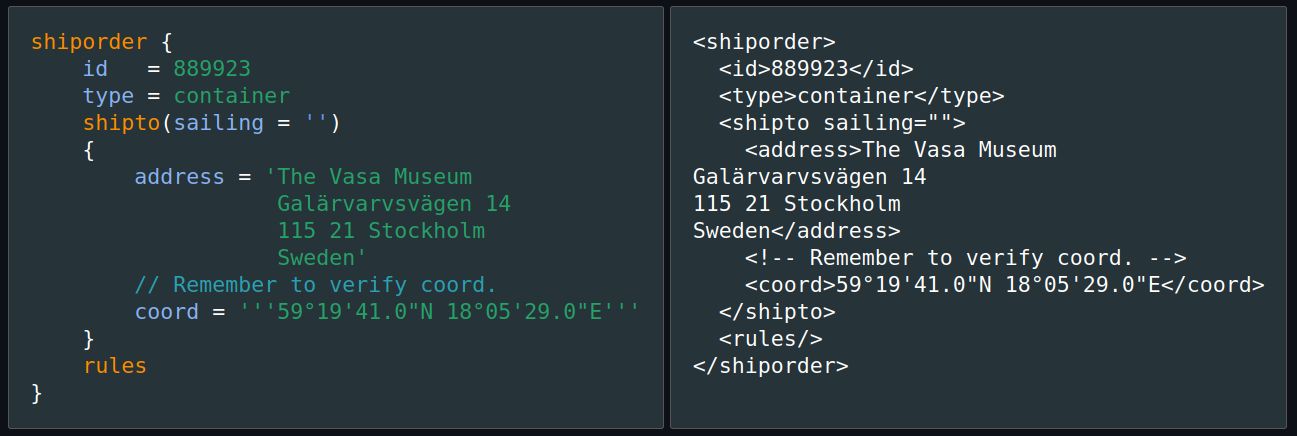 shiporder {
    id   = 889923
    type = container
    shipto(sailing = '')
    {
        address = 'The Vasa Museum
                   Galärvarvsvägen 14
                   115 21 Stockholm
                   Sweden'
        // Remember to verify coord.
        coord = '''59°19'41.0"N 18°05'29.0"E'''
    }
    rules
}
<shiporder>
  <id>889923</id>
  <type>container</type>
  <shipto sailing="">
    <address>The Vasa Museum
Galärvarvsvägen 14
115 21 Stockholm
Sweden</address>
    <!-- Remember to verify coord. -->
    <coord>59°19'41.0"N 18°05'29.0"E</coord>
  </shipto>
  <rules/>
</shiporder>